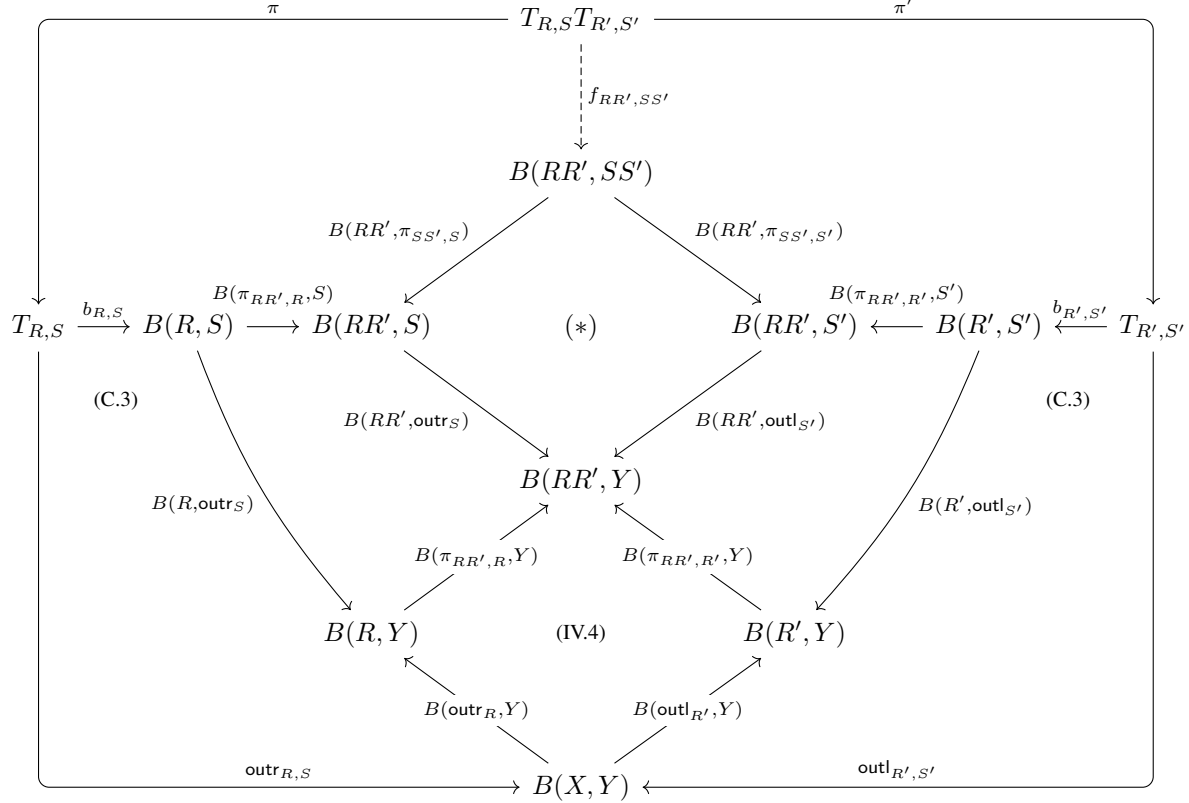 π T_{R,S}T_{R',S'} π'
f_{RR',SS'}
B(RR', SS')
B(RR',π_{SS',S}) B(RR',π_{SS',S'})
b_{R,S} B(π_{RR',R},S) B(π_{RR',R'},S') b_{R',S'}
T_{R,S} B(R,S) B(RR',S) (∗) B(RR',S') B(R',S') T_{R',S'}
(C.3) (C.3)
B(RR',outr_S) B(RR',outl_{S'})
B(RR',Y)
B(R,outr_S) B(R',outl_{S'})
B(π_{RR',R},Y) B(π_{RR',R'},Y)
B(R,Y) (IV.4) B(R',Y)
B(outr_R,Y) B(outl_{R'},Y)
outr_{R,S} outl_{R',S'}
B(X,Y)